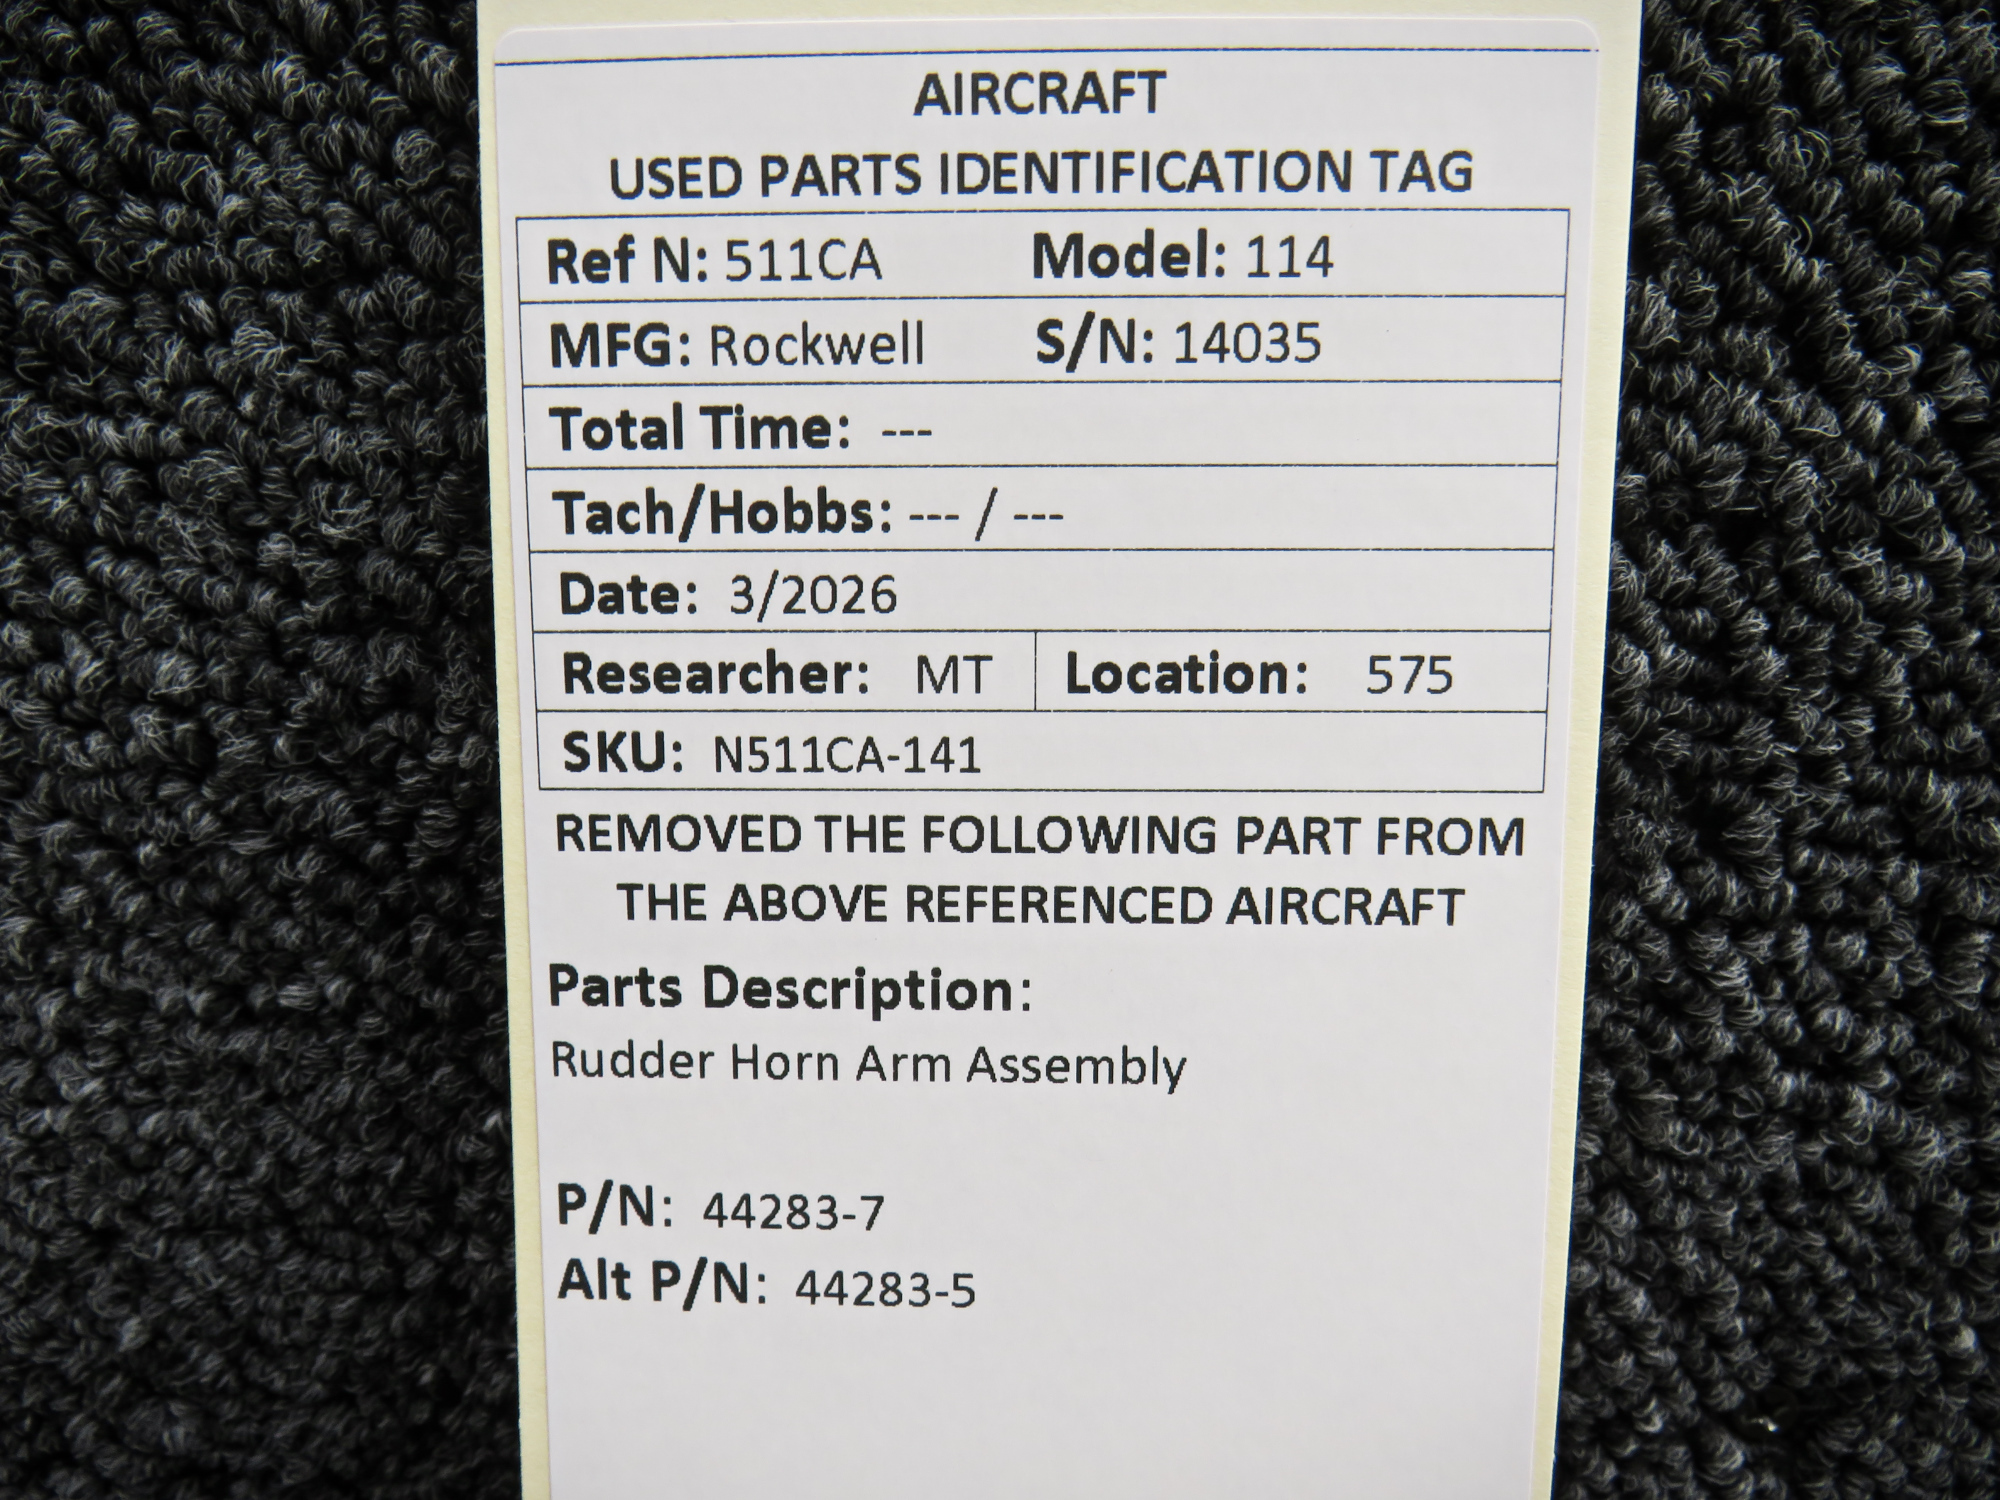 AIRCRAFT
USED PARTS IDENTIFICATION TAG
Ref N: 511CA Model: 114
MFG: Rockwell S/N: 14035
Total Time: ---
Tach/Hobbs: --- / ---
Date: 3/2026
Researcher: MT Location: 575
SKU: N511CA-141
REMOVED THE FOLLOWING PART FROM
THE ABOVE REFERENCED AIRCRAFT
Parts Description:
Rudder Horn Arm Assembly
P/N: 44283-7
Alt P/N: 44283-5